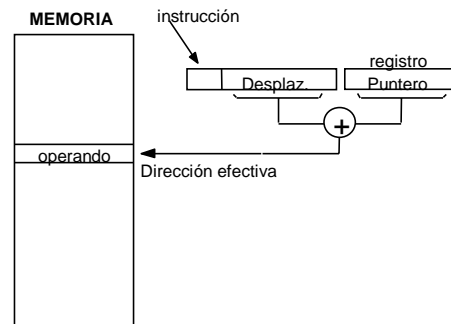 MEMORIA
instrucción
registro
Desplaz.
Puntero
+
operando
Dirección efectiva